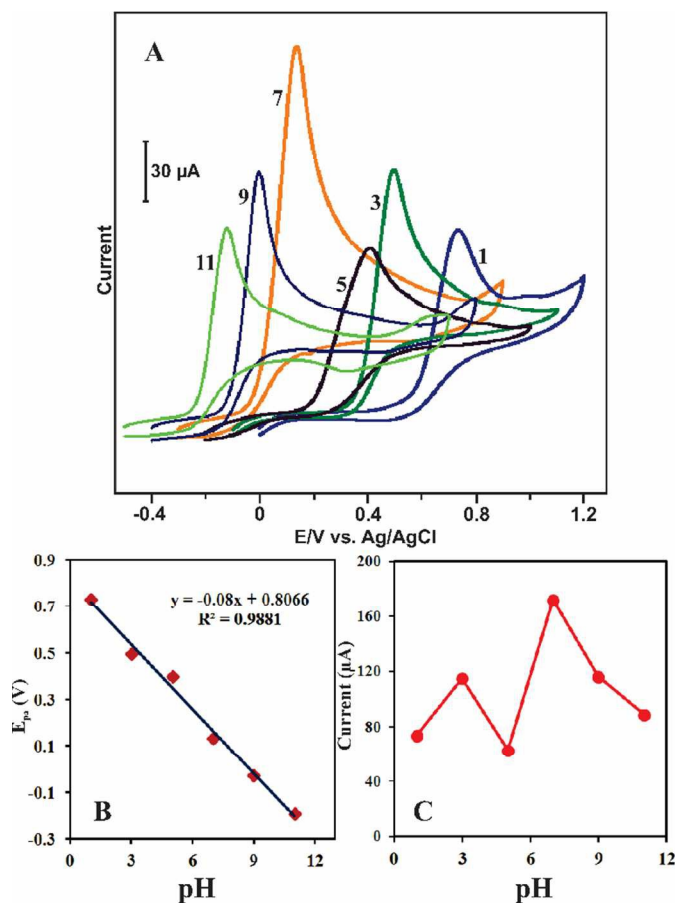 A
7
30 µA
9
3
1
11
5
Current
-0.4 0 0.4 0.8 1.2
E/V vs. Ag/AgCl
0.9
0.7
0.5
0.3
0.1
-0.1
-0.3
Epa (V)
y = -0.08x + 0.8066
R² = 0.9881
B
0 3 6 9 12
pH
200
160
120
80
40
0
Current (µA)
C
0 3 6 9 12
pH